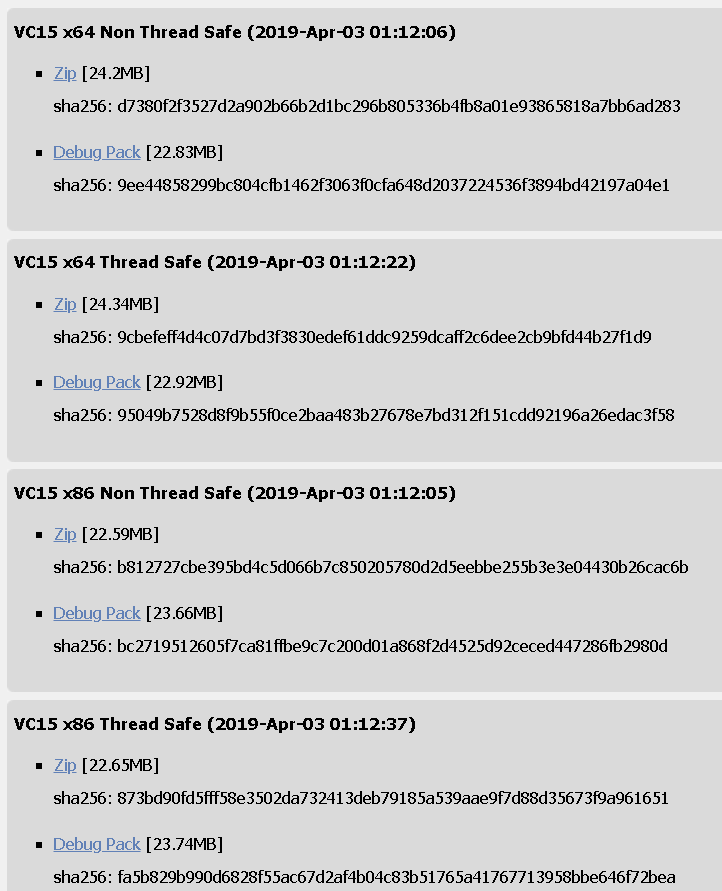 VC15 x64 Non Thread Safe (2019-Apr-03 01:12:06)
Zip [24.2MB]
sha256: d7380f2f3527d2a902b66b2d1bc296b805336b4fb8a01e93865818a7bb6ad283
Debug Pack [22.83MB]
sha256: 9ee44858299bc804cfb1462f3063f0cfa648d2037224536f3894bd42197a04e1
VC15 x64 Thread Safe (2019-Apr-03 01:12:22)
Zip [24.34MB]
sha256: 9cbefeff4d4c07d7bd3f3830edef61ddc9259dcaff2c6dee2cb9bfd44b27f1d9
Debug Pack [22.92MB]
sha256: 95049b7528d8f9b55f0ce2baa483b27678e7bd312f151cdd92196a26edac3f58
VC15 x86 Non Thread Safe (2019-Apr-03 01:12:05)
Zip [22.59MB]
sha256: b812727cbe395bd4c5d066b7c850205780d2d5eebbe255b3e3e04430b26cac6b
Debug Pack [23.66MB]
sha256: bc2719512605f7ca81ffbe9c7c200d01a868f2d4525d92ceced447286fb2980d
VC15 x86 Thread Safe (2019-Apr-03 01:12:37)
Zip [22.65MB]
sha256: 873bd90fd5fff58e3502da732413deb79185a539aae9f7d88d35673f9a961651
Debug Pack [23.74MB]
sha256: fa5b829b990d6828f55ac67d2af4b04c83b51765a41767713958bbe646f72bea